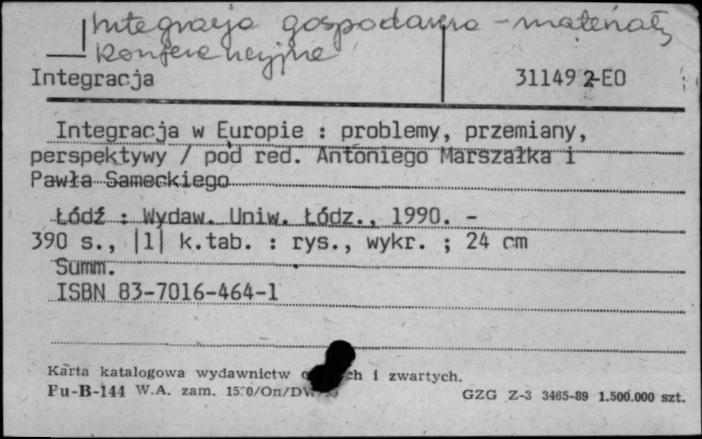 Integracja gospodarcza - materiały
konferencyjne
Integracja 31149 2-EO
Integracja w Europie : problemy, przemiany,
perspektywy / pod red. Antoniego Marszałka i
Pawła Sameckiego
Łódź : Wydaw. Uniw. Łódz., 1990. -
390 s., |1| k.tab. : rys., wykr. ; 24 cm
Summ.
ISBN 83-7016-464-1
Karta katalogowa wydawnictw i zwartych.
Pu-B-144 W.A. zam. GZG Z-3 3465-89 1.500.000 szt.